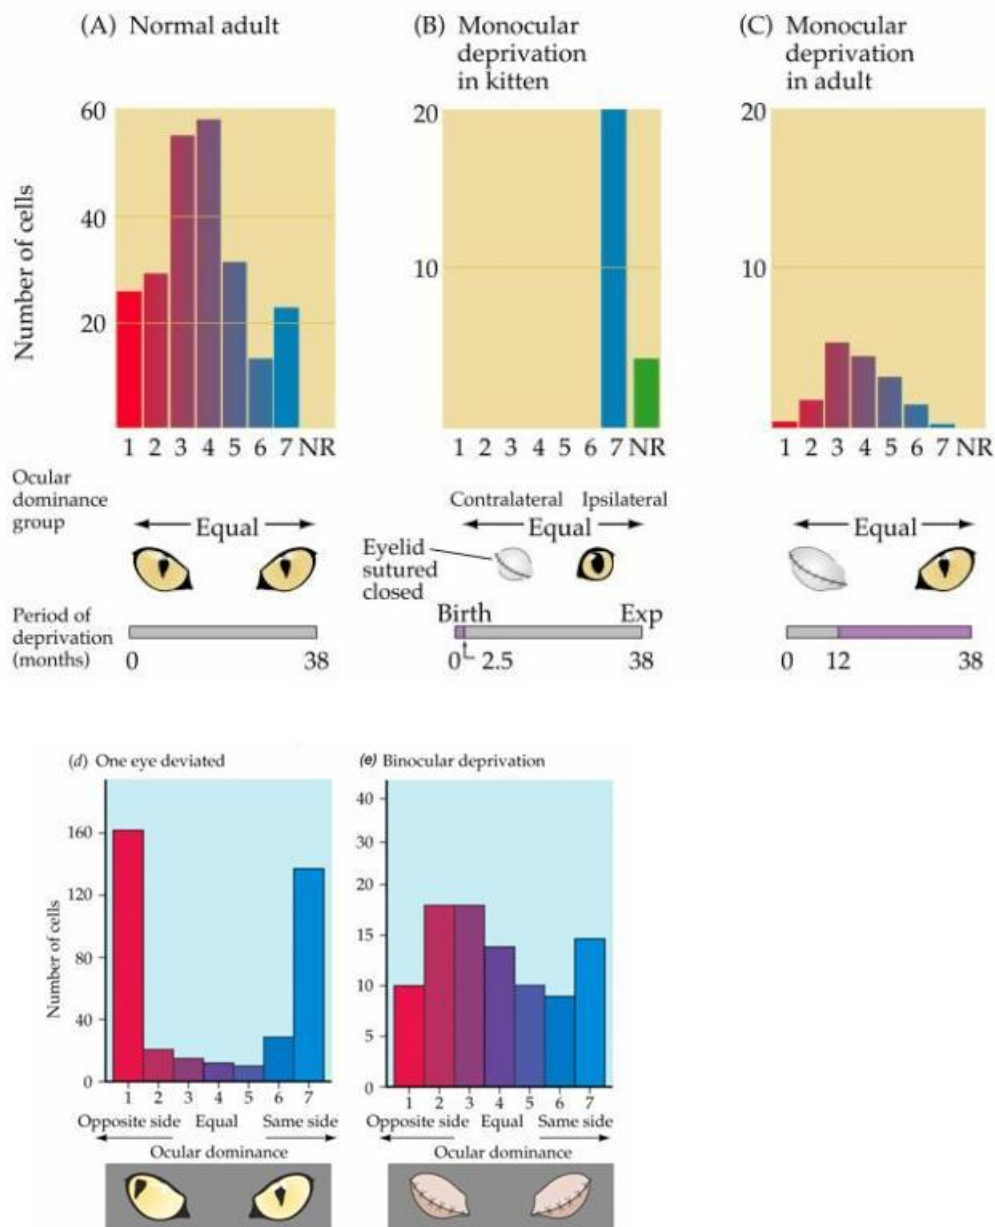 (A) Normal adult
60
40
20
Number of cells
1 2 3 4 5 6 7 NR
(B) Monocular
deprivation
in kitten
20
10
1 2 3 4 5 6 7 NR
(C) Monocular
deprivation
in adult
20
10
1 2 3 4 5 6 7 NR
Ocular
dominance
group
Equal
Contralateral Ipsilateral
Equal
Eyelid
sutured
closed
Equal
Period of
deprivation
(months)
0 38
Birth Exp
0 2.5 38
0 12 38
(d) One eye deviated
160
120
80
40
0
Number of cells
1 2 3 4 5 6 7
Opposite side Equal Same side
Ocular dominance
(e) Binocular deprivation
40
30
20
15
10
5
0
1 2 3 4 5 6 7
Opposite side Equal Same side
Ocular dominance